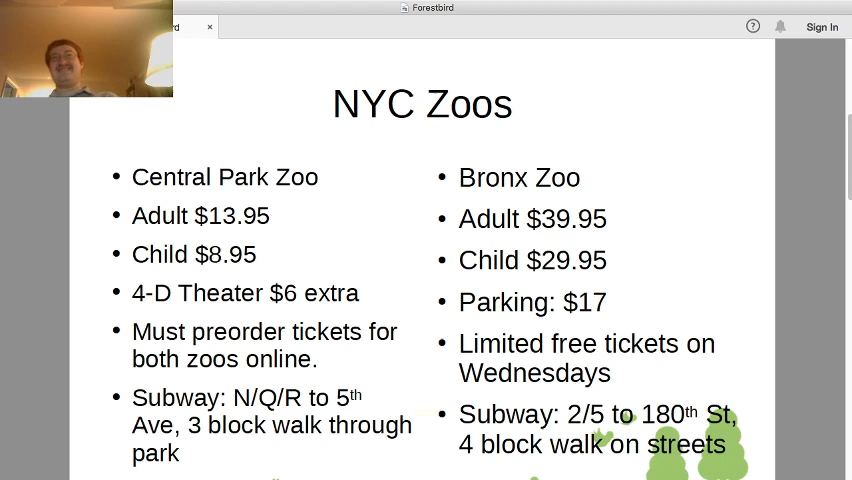 Forestbird
rd ×
? Sign In
NYC Zoos
• Central Park Zoo
• Adult $13.95
• Child $8.95
• 4-D Theater $6 extra
• Must preorder tickets for
both zoos online.
• Subway: N/Q/R to 5th
Ave, 3 block walk through
park
• Bronx Zoo
• Adult $39.95
• Child $29.95
• Parking: $17
• Limited free tickets on
Wednesdays
• Subway: 2/5 to 180th St,
4 block walk on streets